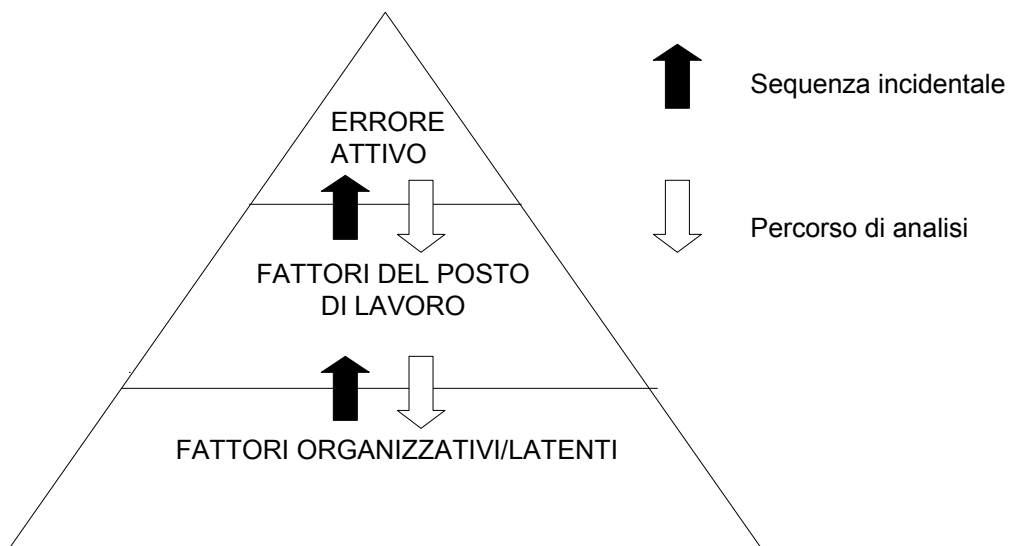 ERRORE
ATTIVO
FATTORI DEL POSTO
DI LAVORO
FATTORI ORGANIZZATIVI/LATENTI
Sequenza incidentale
Percorso di analisi